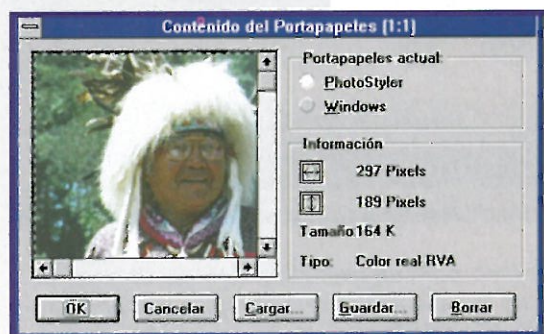 Contenido del Portapapeles [1:1]
Portapapeles actual:
PhotoStyler
Windows
Información
297 Pixels
189 Pixels
Tamaño: 164 K
Tipo: Color real RVA
OK
Cancelar
Cargar...
Guardar...
Borrar